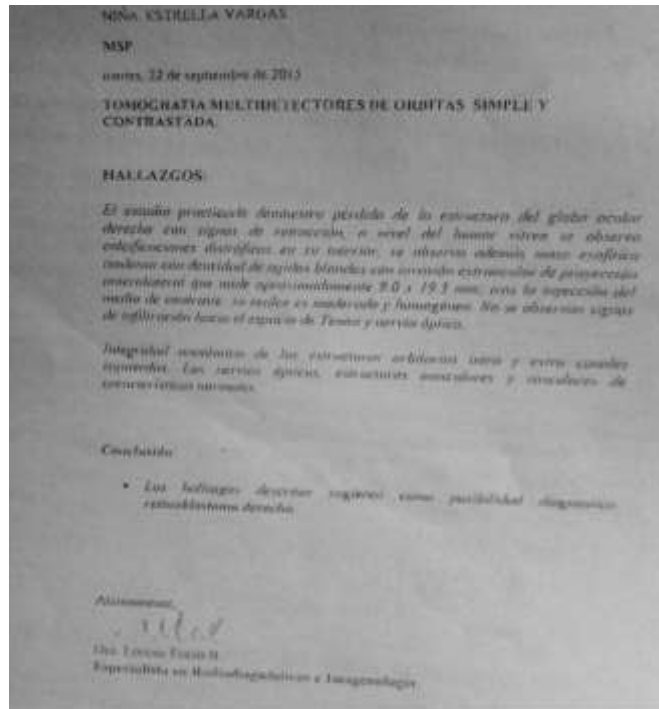 NIÑA. ESTRELLA VARGAS
MSP
martes, 22 de septiembre de 2015
TOMOGRAFIA MULTIDETECTORES DE ORBITAS SIMPLE Y
CONTRASTADA
HALLAZGOS:
El estudio practicado demuestra pérdida de la estructura del globo ocular
derecho con signos de retracción, a nivel del humor vítreo se observa
calcificaciones distróficas en su interior, se observa además masa exofítica
con densidad de tejidos blandos con extensión extraocular de proyección
anterolateral que mide aproximadamente 9.0 x 19.3 mm, tras la inyección del
medio de contraste su realce es moderado y homogéneo. No se observan signos
de infiltración hacia el espacio de Tenon y nervio óptico.
Integridad anatómica de las estructuras orbitarias intra y extra conales
izquierdas. Los nervios ópticos, estructuras musculares y vasculares de
características normales.
Conclusión:
• Los hallazgos descritos sugieren como posibilidad diagnóstica
retinoblastoma derecho.
Atentamente,
Dra.
Especialista en Radiodiagnóstico e Imagenología